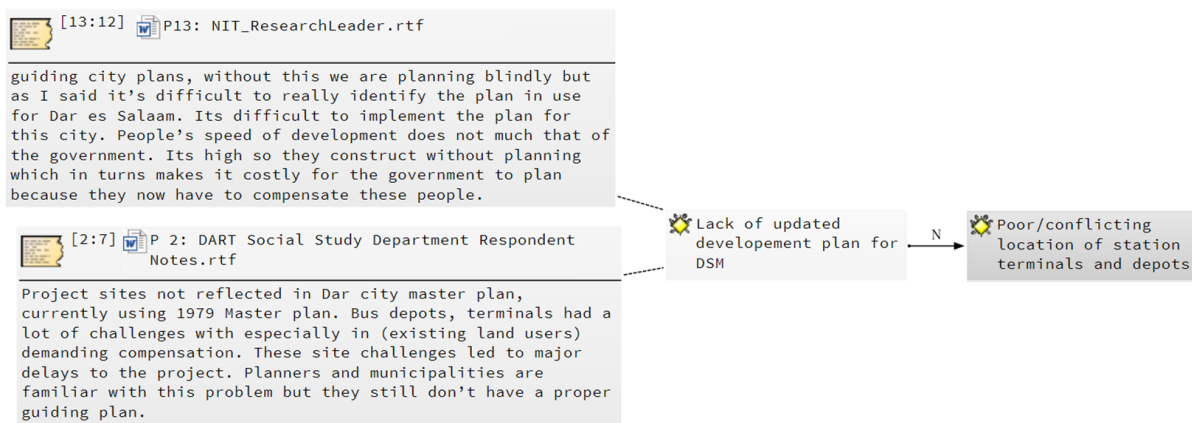 [13:12] P13: NIT_ResearchLeader.rtf
guiding city plans, without this we are planning blindly but
as I said it's difficult to really identify the plan in use
for Dar es Salaam. Its difficult to implement the plan for
this city. People's speed of development does not much that of
the government. Its high so they construct without planning
which in turns makes it costly for the government to plan
because they now have to compensate these people.
[2:7] P 2: DART Social Study Department Respondent
Notes.rtf
Project sites not reflected in Dar city master plan,
currently using 1979 Master plan. Bus depots, terminals had a
lot of challenges with especially in (existing land users)
demanding compensation. These site challenges led to major
delays to the project. Planners and municipalities are
familiar with this problem but they still don't have a proper
guiding plan.
Lack of updated
developement plan for
DSM
N
Poor/conflicting
location of station
terminals and depots